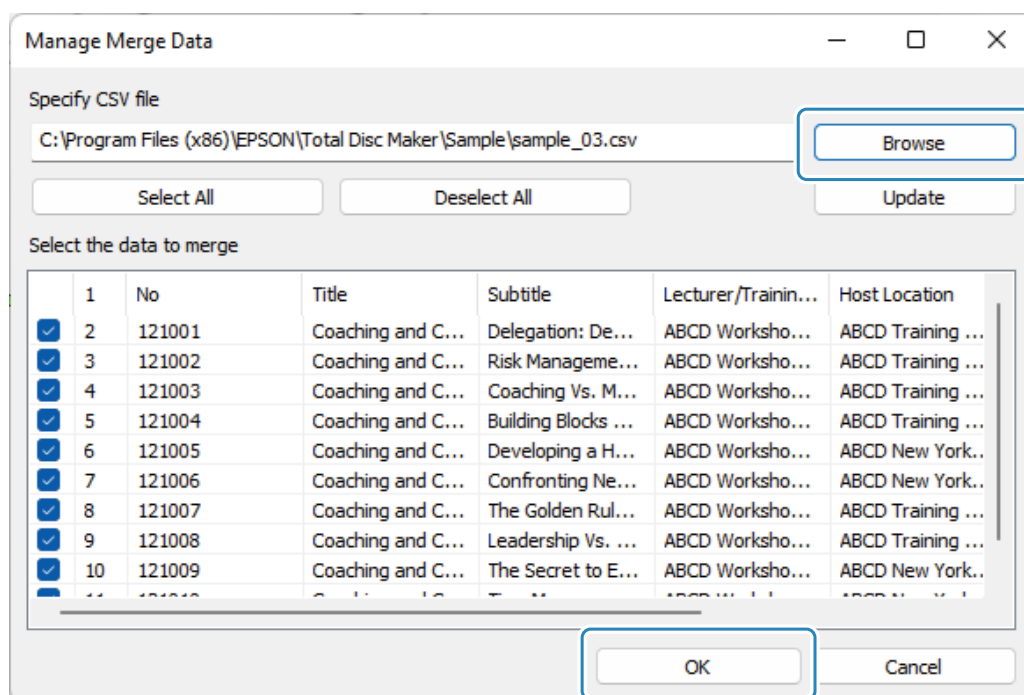 Manage Merge Data
Specify CSV file
C:\Program Files (x86)\EPSON\Total Disc Maker\Sample\sample_03.csv Browse
Select All Deselect All Update
Select the data to merge
1 No Title Subtitle Lecturer/Trainin... Host Location
2 121001 Coaching and C... Delegation: De... ABCD Worksho... ABCD Training ...
3 121002 Coaching and C... Risk Manageme... ABCD Worksho... ABCD Training ...
4 121003 Coaching and C... Coaching Vs. M... ABCD Worksho... ABCD Training ...
5 121004 Coaching and C... Building Blocks ... ABCD Worksho... ABCD Training ...
6 121005 Coaching and C... Developing a H... ABCD Worksho... ABCD New York..
7 121006 Coaching and C... Confronting Ne... ABCD Worksho... ABCD New York..
8 121007 Coaching and C... The Golden Rul... ABCD Worksho... ABCD Training ...
9 121008 Coaching and C... Leadership Vs. ... ABCD Worksho... ABCD Training ...
10 121009 Coaching and C... The Secret to E... ABCD Worksho... ABCD New York..
OK Cancel